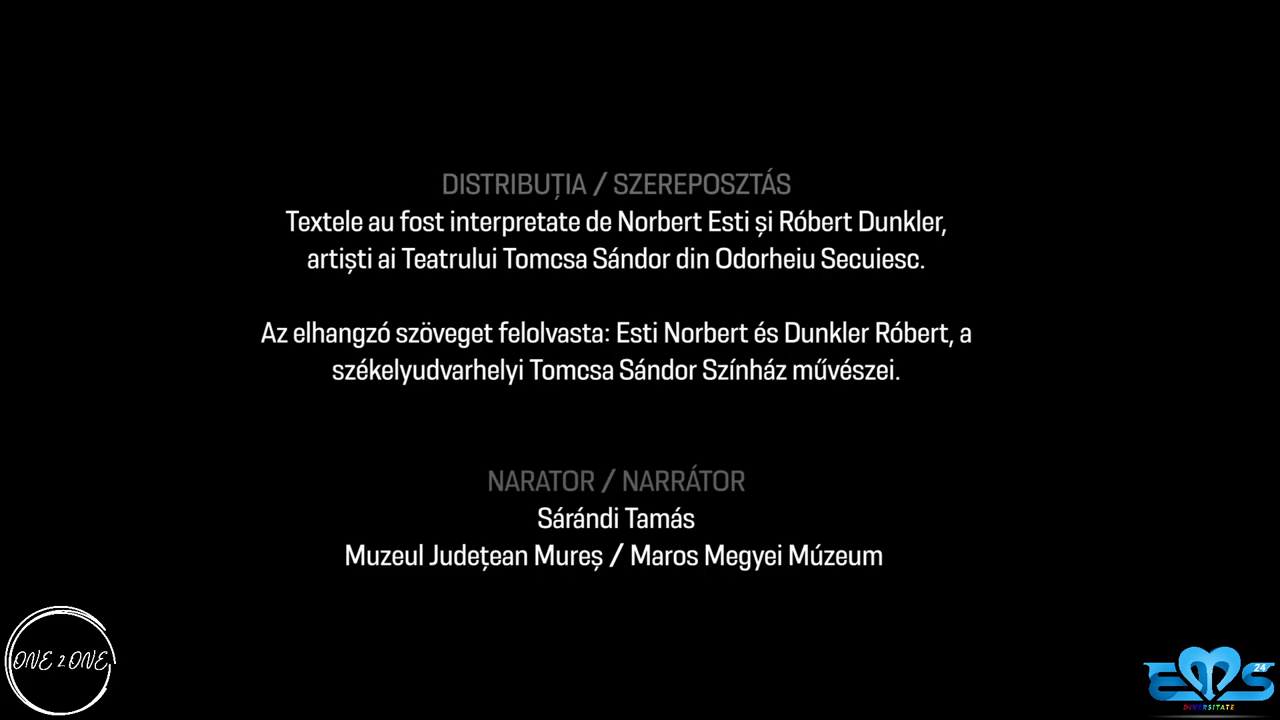 DISTRIBUȚIA / SZEREPOSZTÁS
Textele au fost interpretate de Norbert Esti și Róbert Dunkler,
artiști ai Teatrului Tomcsa Sándor din Odorheiu Secuiesc.
Az elhangzó szöveget felolvasta: Esti Norbert és Dunkler Róbert, a
székelyudvarhelyi Tomcsa Sándor Színház művészei.
NARATOR / NARRÁTOR
Sárándi Tamás
Muzeul Județean Mureș / Maros Megyei Múzeum
ONE 2 ONE
EMS 24
DIVERSITATE